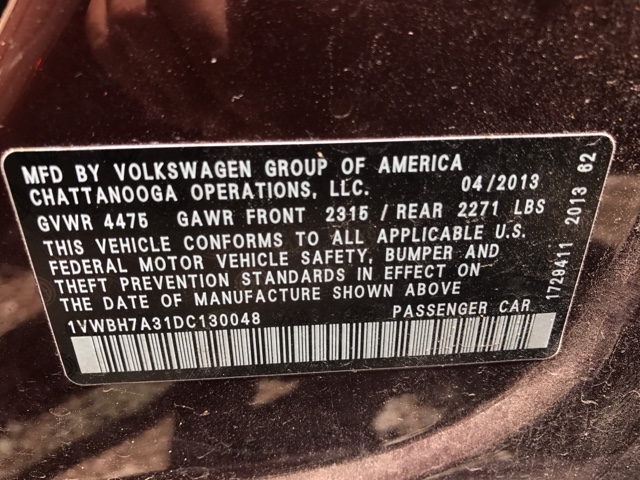 MFD BY VOLKSWAGEN GROUP OF AMERICA
CHATTANOOGA OPERATIONS, LLC. 04/2013
GVWR 4475 GAWR FRONT 2315 / REAR 2271 LBS
THIS VEHICLE CONFORMS TO ALL APPLICABLE U.S.
FEDERAL MOTOR VEHICLE SAFETY, BUMPER AND
THEFT PREVENTION STANDARDS IN EFFECT ON
THE DATE OF MANUFACTURE SHOWN ABOVE
1VWBH7A31DC130048 PASSENGER CAR
1729411 2013 62